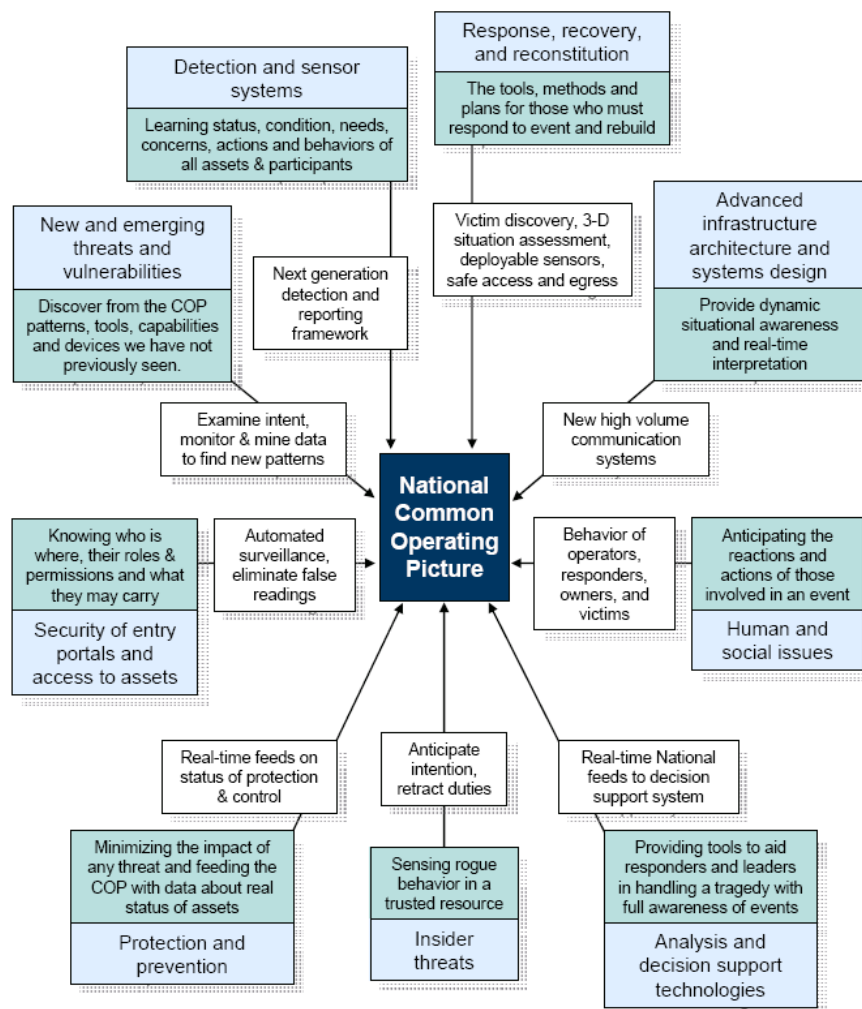 Response, recovery,
and reconstitution
The tools, methods and
plans for those who must
respond to event and rebuild
Detection and sensor
systems
Learning status, condition, needs,
concerns, actions and behaviors of
all assets & participants
New and emerging
threats and
vulnerabilities
Discover from the COP
patterns, tools, capabilities
and devices we have not
previously seen.
Advanced
infrastructure
architecture and
systems design
Provide dynamic
situational awareness
and real-time
interpretation
Next generation
detection and
reporting
framework
Victim discovery, 3-D
situation assessment,
deployable sensors,
safe access and egress
Examine intent,
monitor & mine data
to find new patterns
New high volume
communication
systems
National
Common
Operating
Picture
Knowing who is
where, their roles &
permissions and what
they may carry
Security of entry
portals and
access to assets
Automated
surveillance,
eliminate false
readings
Behavior of
operators,
responders,
owners, and
victims
Anticipating the
reactions and
actions of those
involved in an event
Human and
social issues
Real-time feeds on
status of protection
& control
Anticipate
intention,
retract duties
Real-time National
feeds to decision
support system
Minimizing the impact of
any threat and feeding the
COP with data about real
status of assets
Protection and
prevention
Sensing rogue
behavior in a
trusted resource
Insider
threats
Providing tools to aid
responders and leaders
in handling a tragedy with
full awareness of events
Analysis and
decision support
technologies